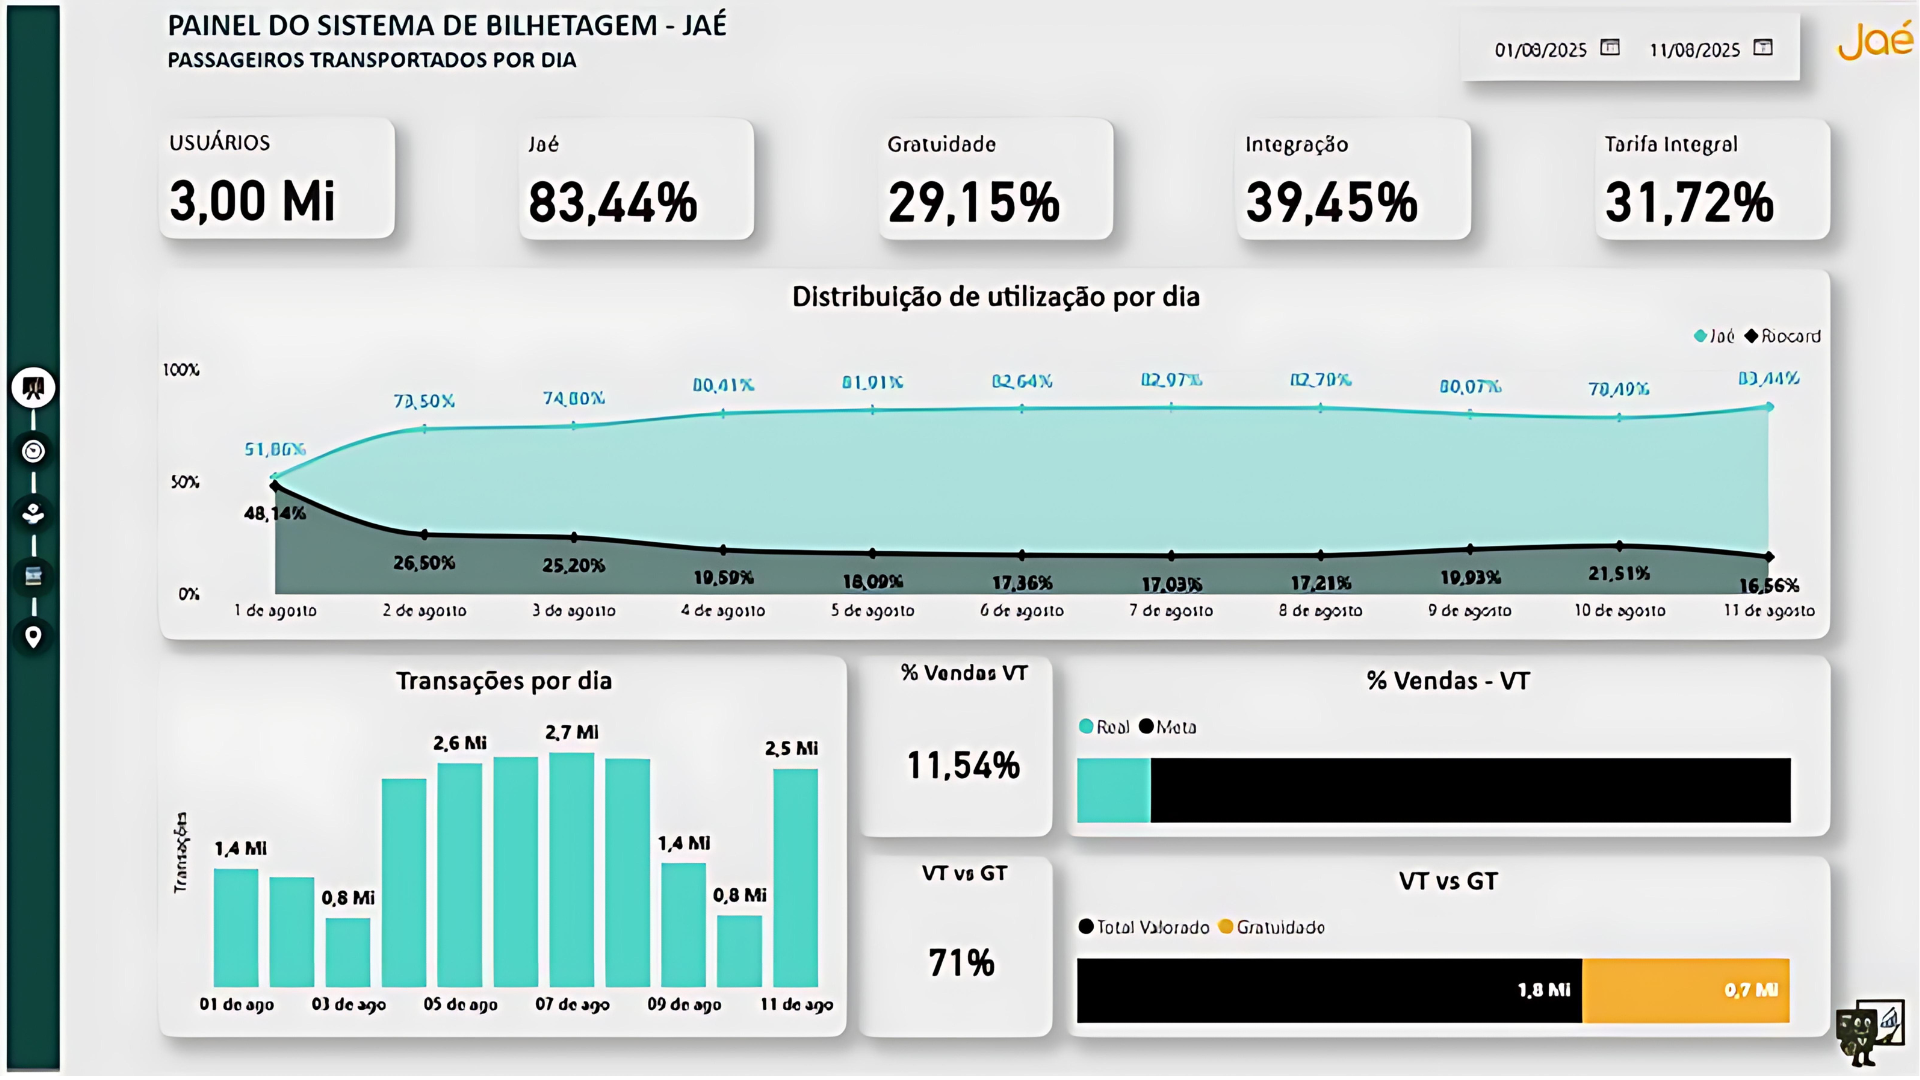 PAINEL DO SISTEMA DE BILHETAGEM - JAÉ
PASSAGEIROS TRANSPORTADOS POR DIA
01/08/2025 11/08/2025
Jaé
USUÁRIOS
3,00 Mi
Jaé
83,44%
Gratuidade
29,15%
Integração
39,45%
Tarifa Integral
31,72%
Distribuição de utilização por dia
Jaé Riocard
100%
50%
0%
51,86% 73,50% 74,80% 80,41% 81,91% 82,64% 82,97% 82,79% 80,07% 78,49% 83,44%
48,14% 26,50% 25,20% 19,59% 18,09% 17,36% 17,03% 17,21% 19,93% 21,51% 16,56%
1 de agosto 2 de agosto 3 de agosto 4 de agosto 5 de agosto 6 de agosto 7 de agosto 8 de agosto 9 de agosto 10 de agosto 11 de agosto
Transações por dia
Transações
1,4 Mi 0,8 Mi 2,6 Mi 2,7 Mi 1,4 Mi 0,8 Mi 2,5 Mi
01 de ago 03 de ago 05 de ago 07 de ago 09 de ago 11 de ago
% Vendas VT
11,54%
% Vendas - VT
Real Meta
VT vs GT
71%
VT vs GT
Total Valorado Gratuidade
1,8 Mi 0,7 Mi